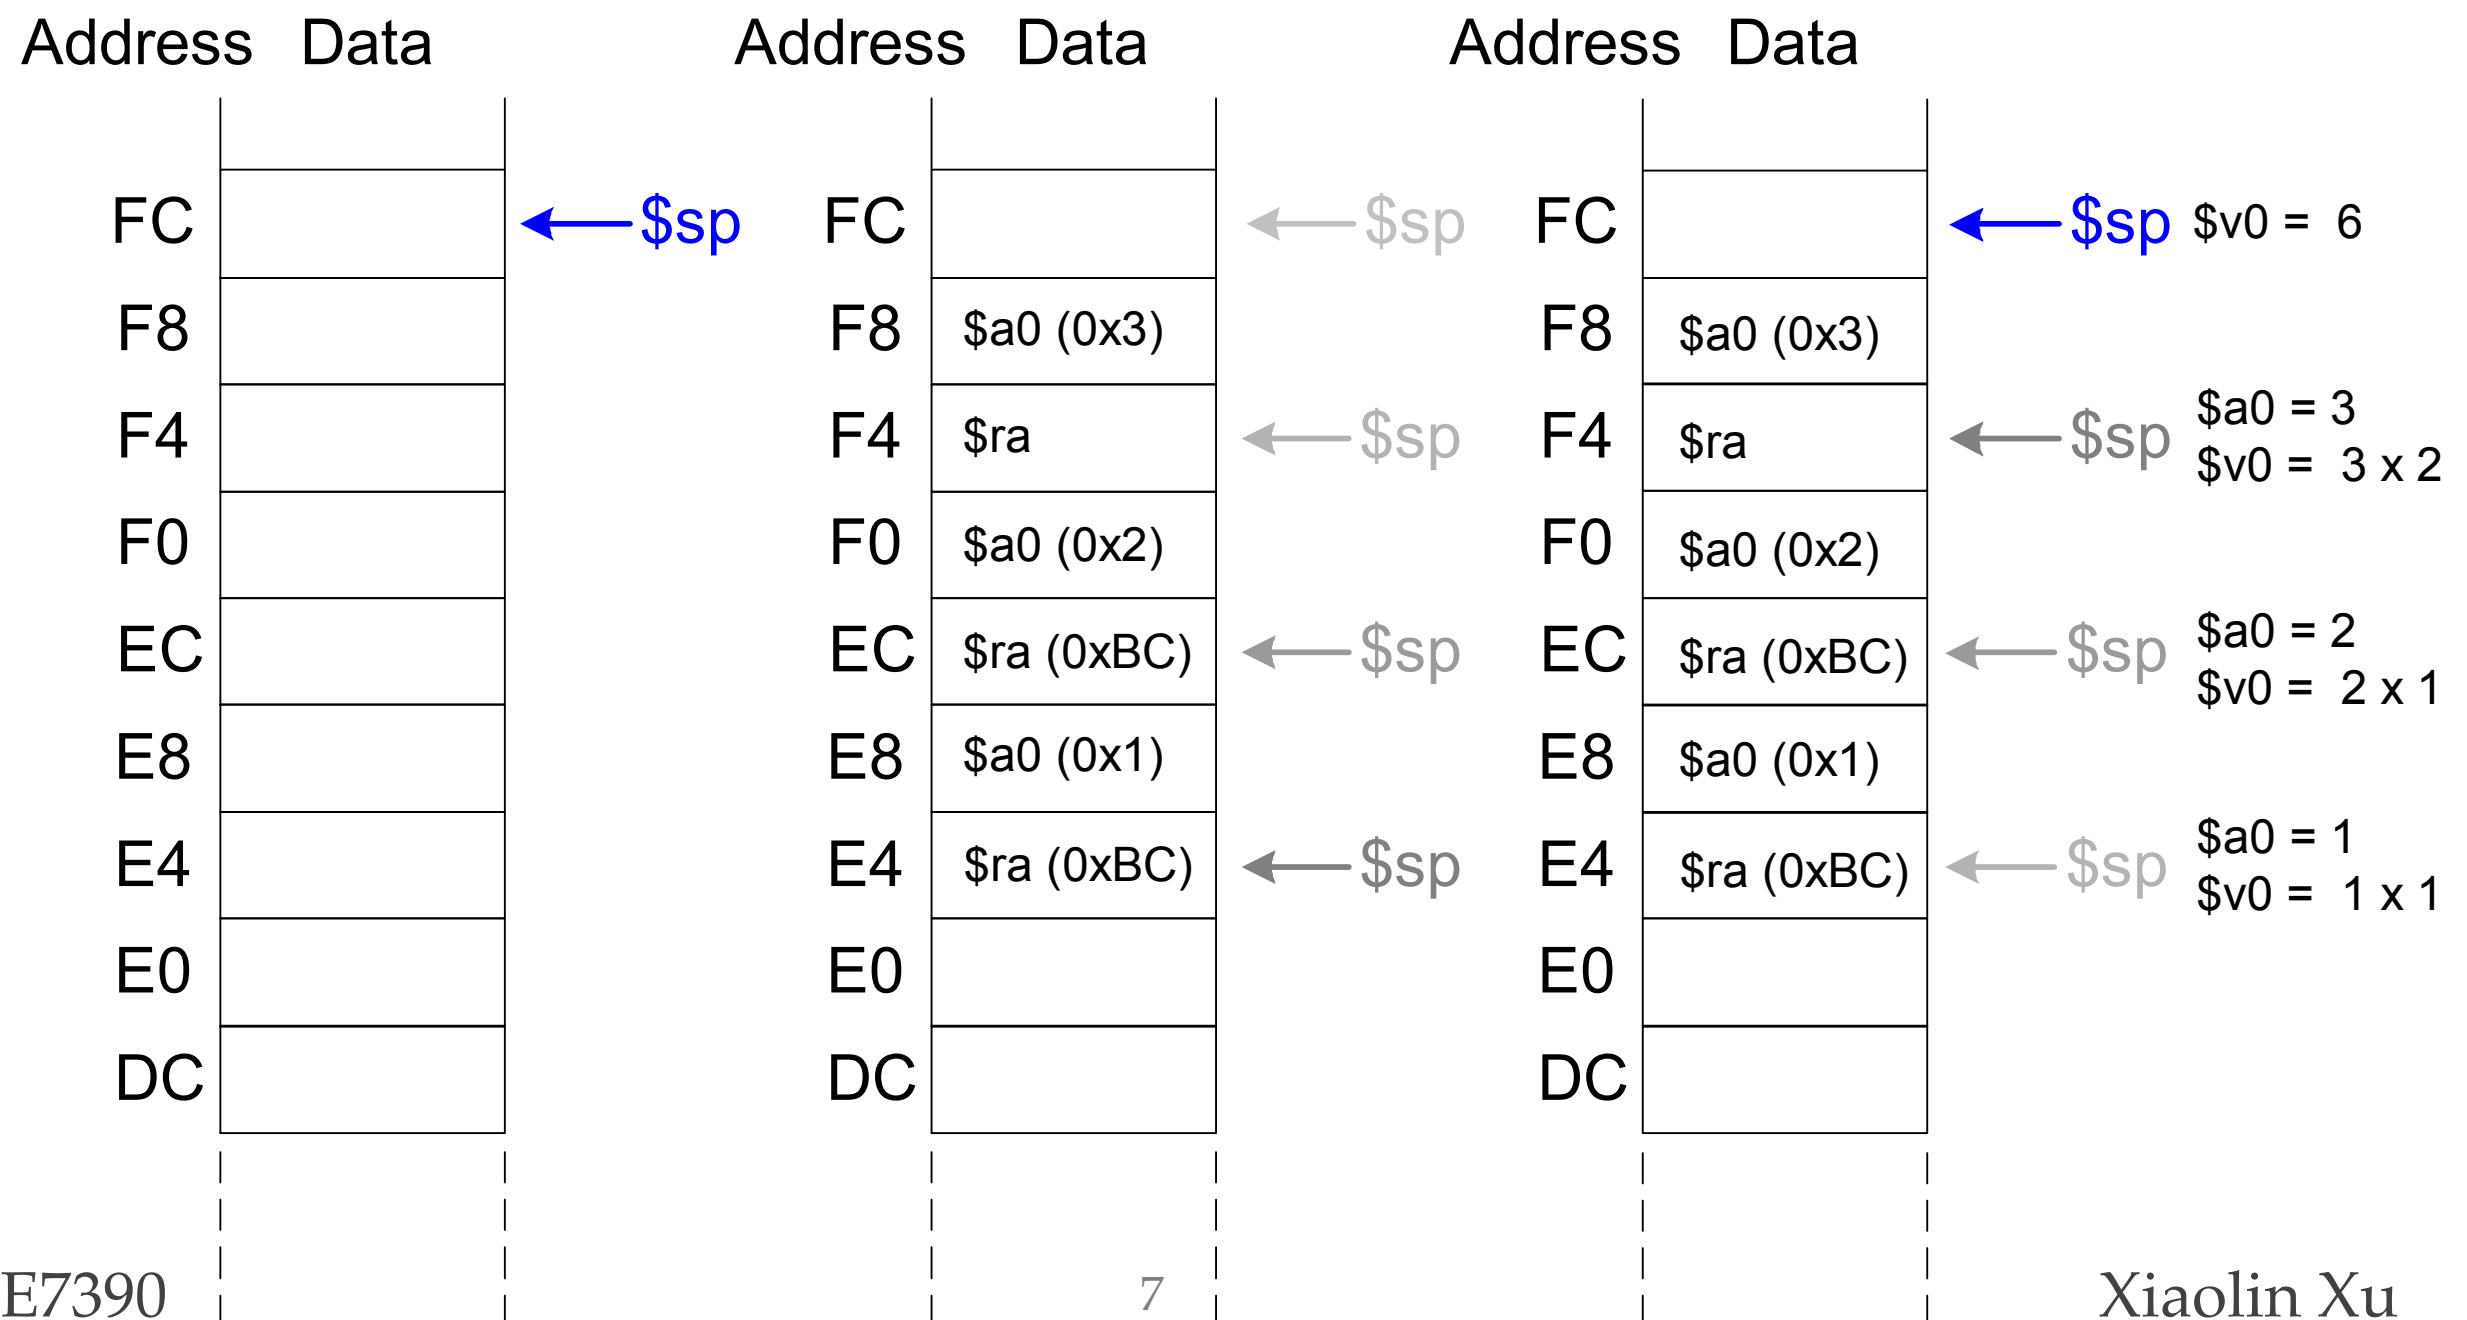 Address Data Address Data Address Data
FC $sp FC $sp FC $sp $v0 = 6
F8 F8 $a0 (0x3) F8 $a0 (0x3)
$a0 = 3
F4 F4 $ra $sp F4 $ra $sp
$v0 = 3 x 2
F0 F0 $a0 (0x2) F0 $a0 (0x2)
$a0 = 2
EC EC $ra (0xBC) $sp EC $ra (0xBC) $sp
$v0 = 2 x 1
E8 E8 $a0 (0x1) E8 $a0 (0x1)
$a0 = 1
E4 E4 $ra (0xBC) $sp E4 $ra (0xBC) $sp
$v0 = 1 x 1
E0 E0 E0
DC DC DC
E7390 7 Xiaolin Xu